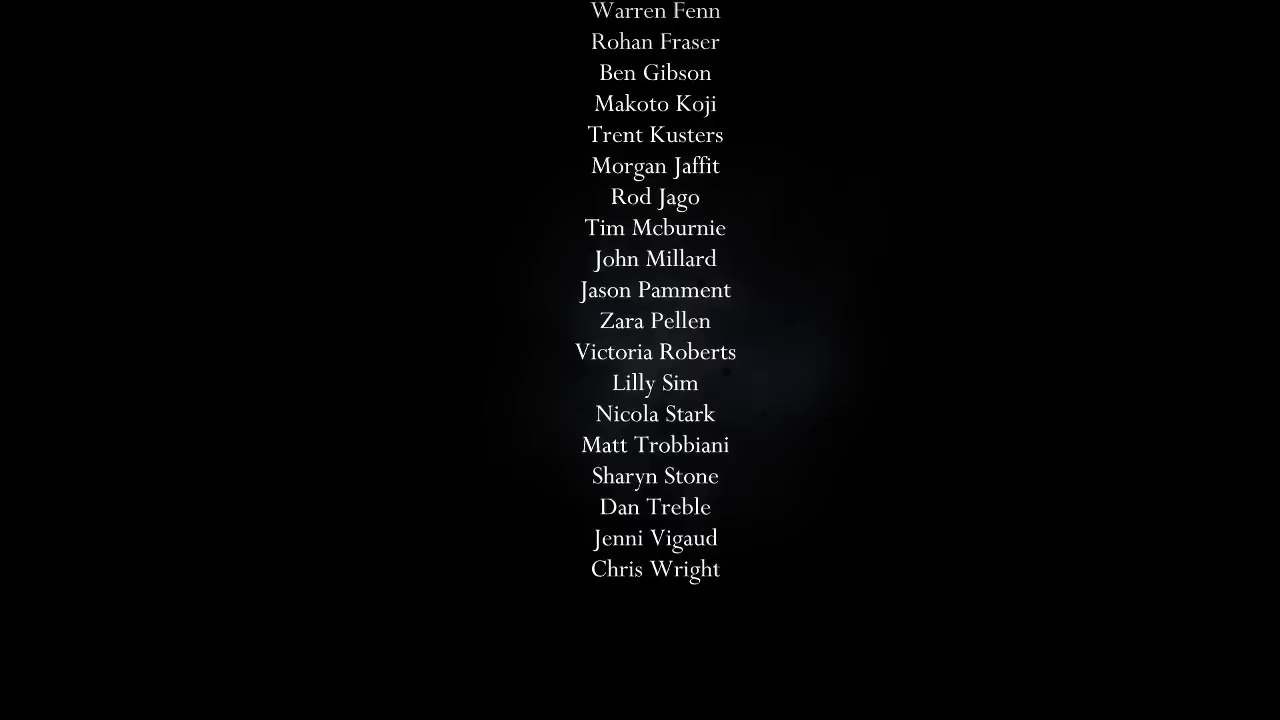 Warren Fenn
Rohan Fraser
Ben Gibson
Makoto Koji
Trent Kusters
Morgan Jaffit
Rod Jago
Tim Mcburnie
John Millard
Jason Pamment
Zara Pellen
Victoria Roberts
Lilly Sim
Nicola Stark
Matt Trobbiani
Sharyn Stone
Dan Treble
Jenni Vigaud
Chris Wright